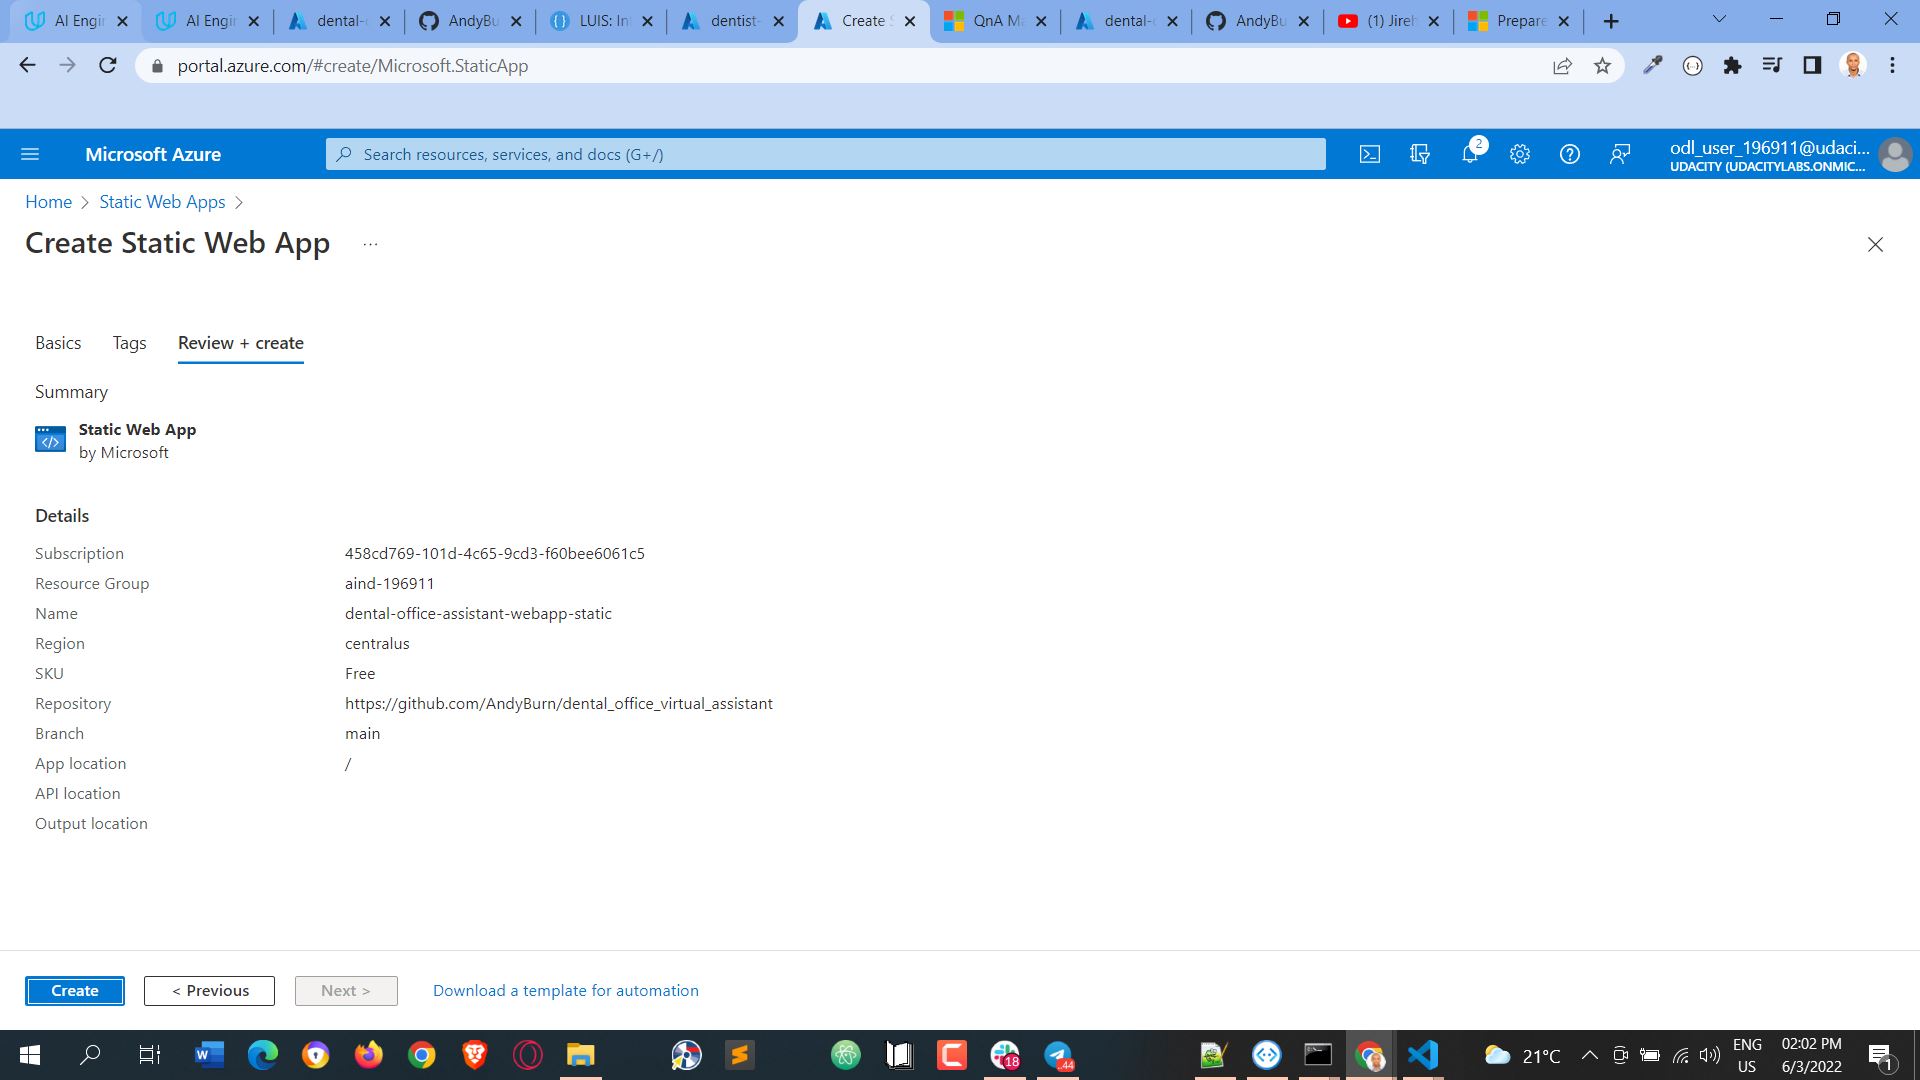 AI Engin
AI Engin
dental-o
AndyBu
LUIS: Int
dentist-
Create S
QnA Ma
dental-o
AndyBu
(1) Jireh
Prepare
portal.azure.com/#create/Microsoft.StaticApp
Microsoft Azure
Search resources, services, and docs (G+/)
2
odl_user_196911@udaci...
UDACITY (UDACITYLABS.ONMIC...
Home > Static Web Apps >
Create Static Web App ...
Basics
Tags
Review + create
Summary
Static Web App
by Microsoft
Details
Subscription 458cd769-101d-4c65-9cd3-f60bee6061c5
Resource Group aind-196911
Name dental-office-assistant-webapp-static
Region centralus
SKU Free
Repository https://github.com/AndyBurn/dental_office_virtual_assistant
Branch main
App location /
API location
Output location
Create
< Previous
Next >
Download a template for automation
18
..44
21°C
ENG
US
02:02 PM
6/3/2022
1